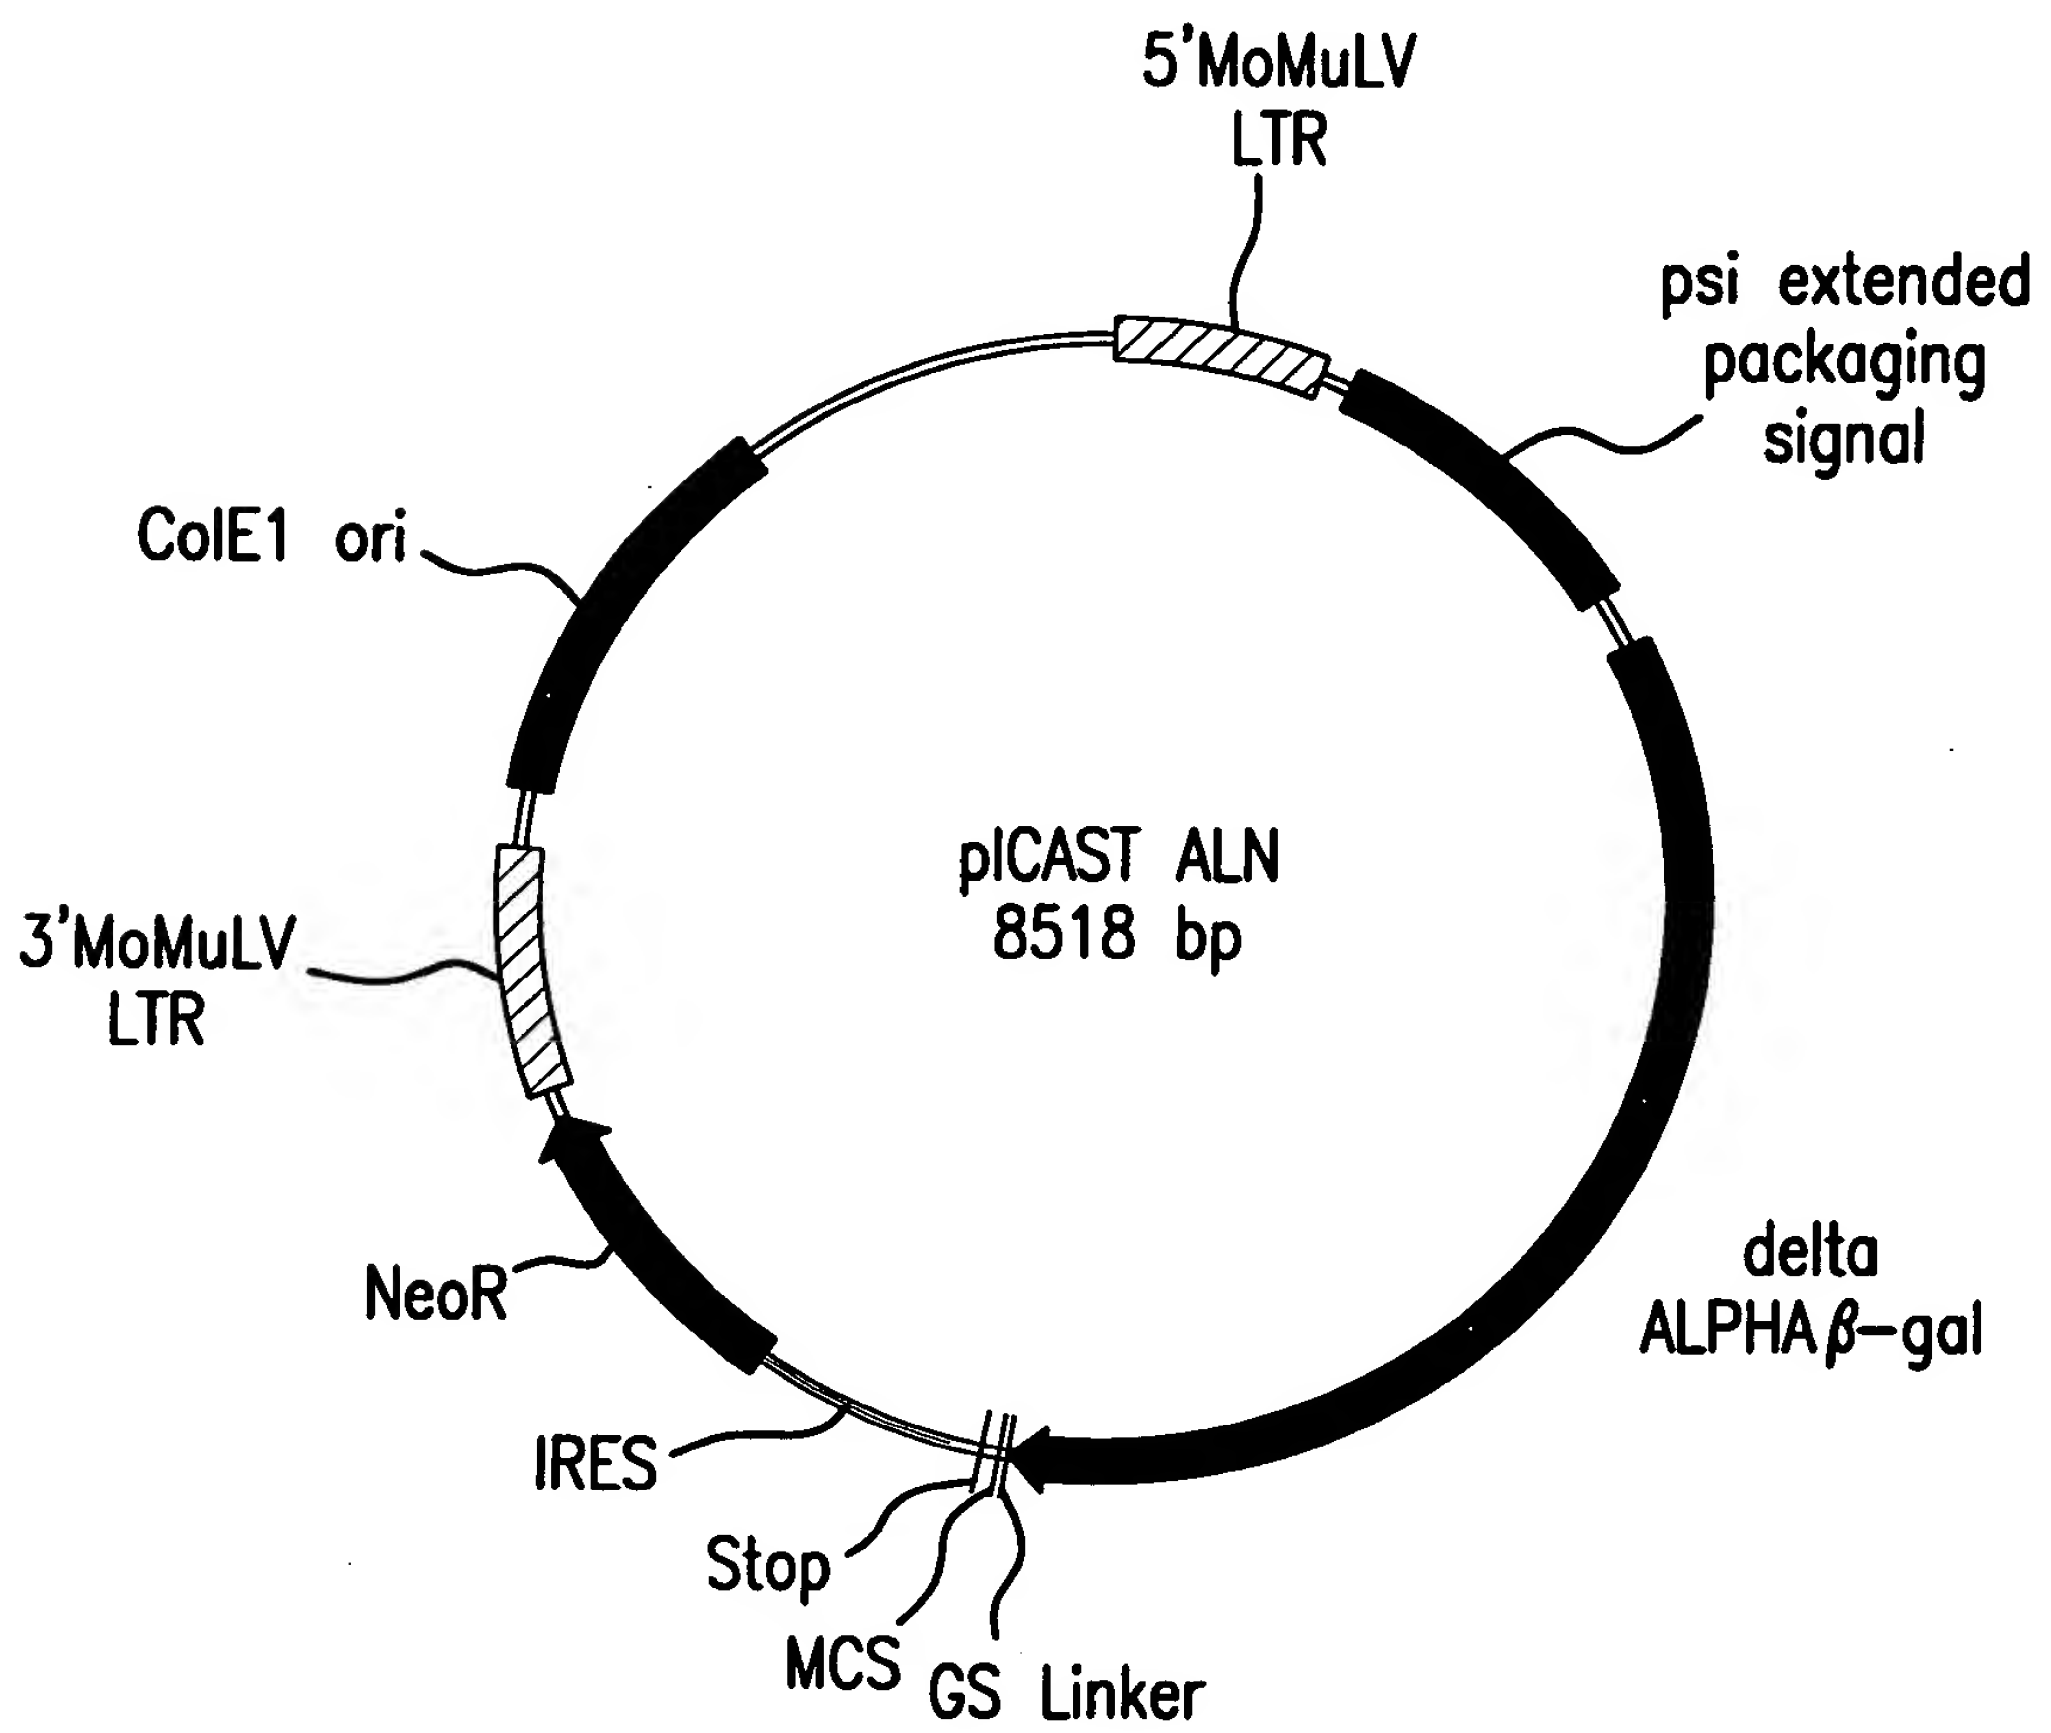 5'MoMuLV
LTR
psi extended
packaging
signal
ColE1 ori
pICAST ALN
8518 bp
3'MoMuLV
LTR
delta
ALPHA β-gal
NeoR
IRES
Stop
MCS
GS Linker